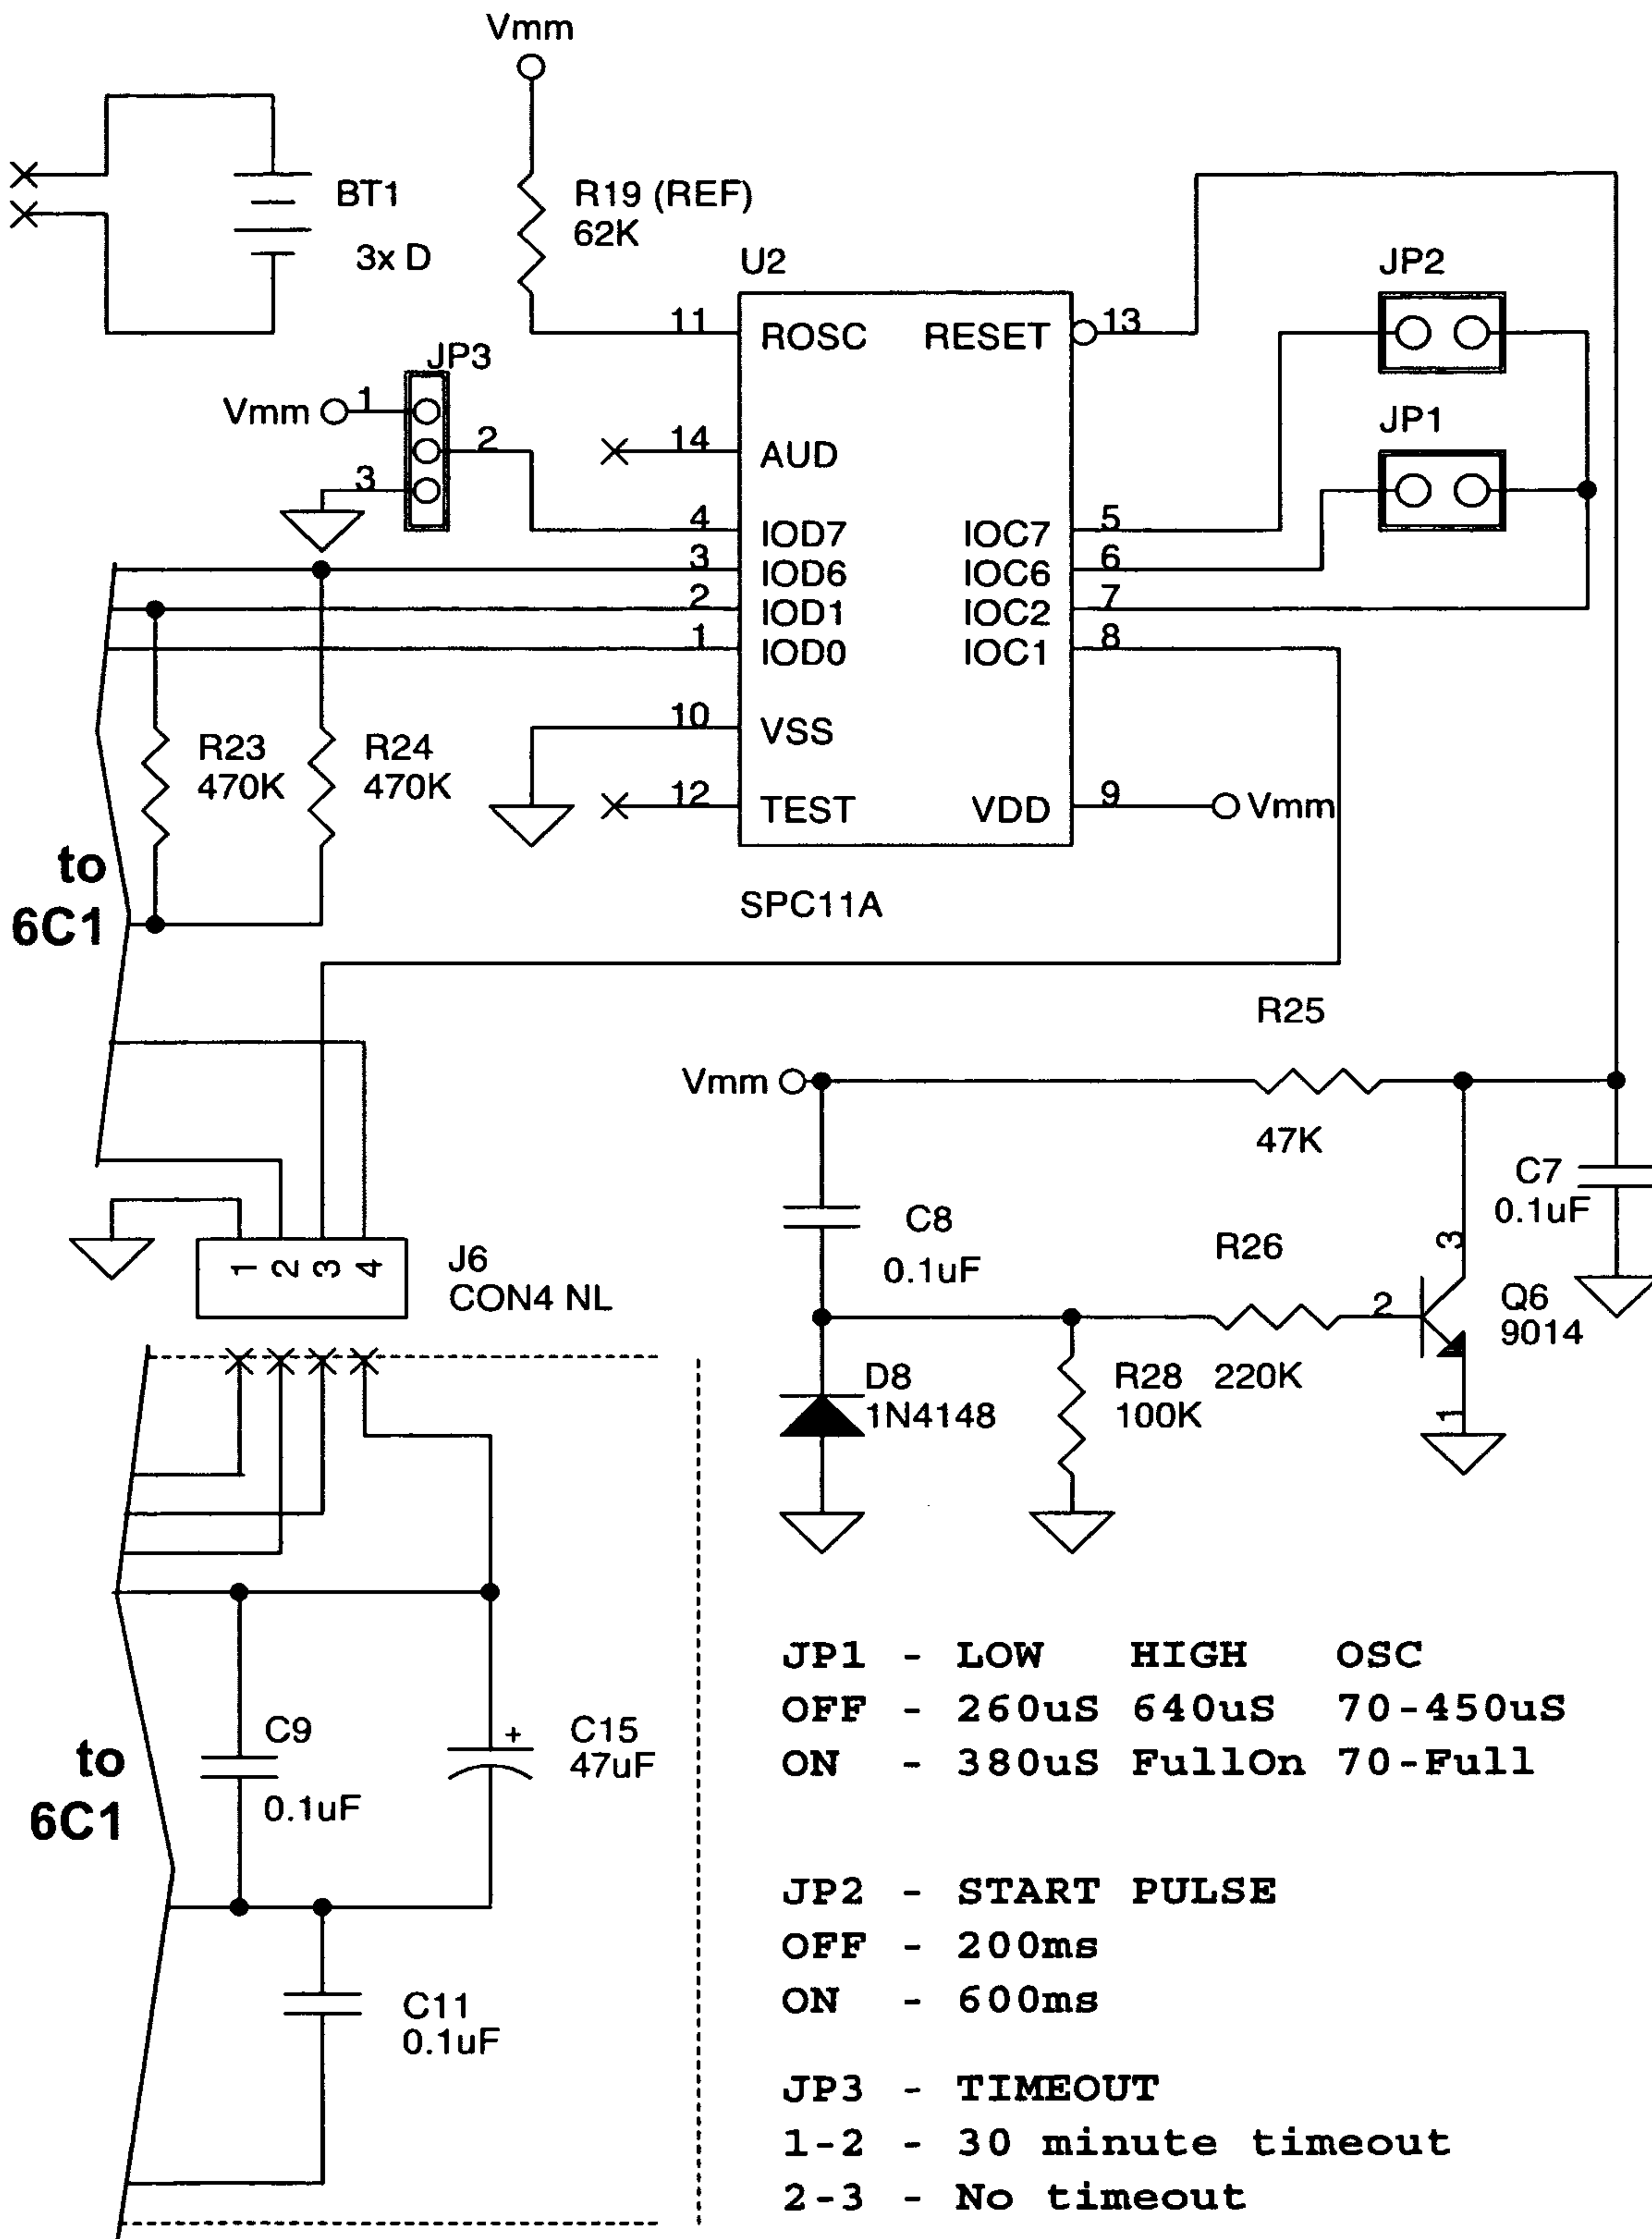 Vmm
BT1
3x D
R19 (REF)
62K
U2
JP2
11
ROSC
RESET
13
JP3
Vmm
1
2
3
JP1
14
AUD
4
IOD7
IOC7
5
3
IOD6
IOC6
6
2
IOD1
IOC2
7
1
IOD0
IOC1
8
R23
470K
R24
470K
10
VSS
12
TEST
VDD
9
Vmm
to
6C1
SPC11A
R25
Vmm
47K
C7
0.1uF
C8
0.1uF
R26
3
J6
CON4 NL
1
2
3
4
2
Q6
9014
D8
1N4148
R28
100K
220K
1
JP1 - LOW HIGH OSC
OFF - 260uS 640uS 70-450uS
ON - 380uS FullOn 70-Full
C9
0.1uF
+
C15
47uF
to
6C1
JP2 - START PULSE
OFF - 200ms
ON - 600ms
C11
0.1uF
JP3 - TIMEOUT
1-2 - 30 minute timeout
2-3 - No timeout